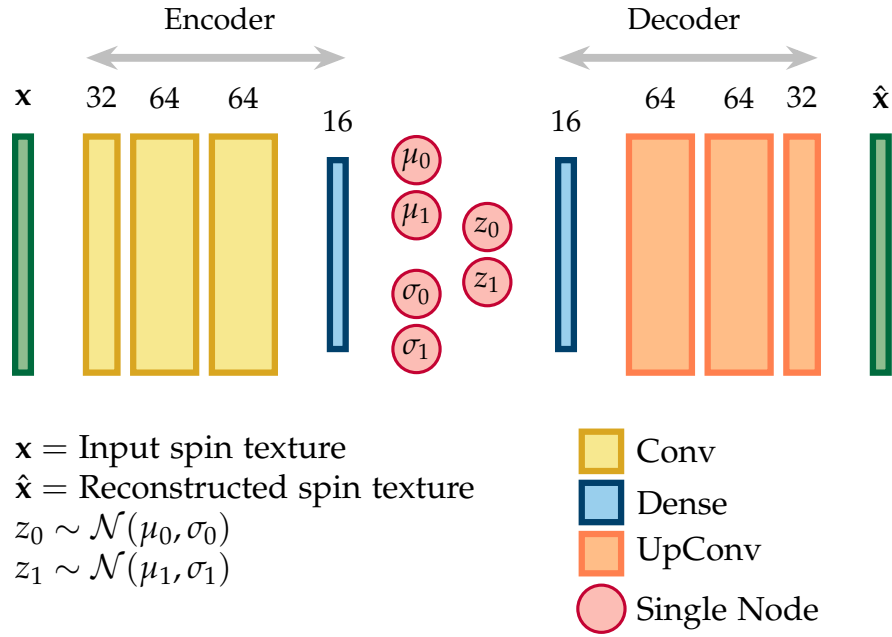 Encoder
Decoder
x
32
64
64
16
16
64
64
32
x̂
μ₀
μ₁
z₀
z₁
σ₀
σ₁
x = Input spin texture
x̂ = Reconstructed spin texture
z₀ ∼ 𝒩(μ₀, σ₀)
z₁ ∼ 𝒩(μ₁, σ₁)
Conv
Dense
UpConv
Single Node